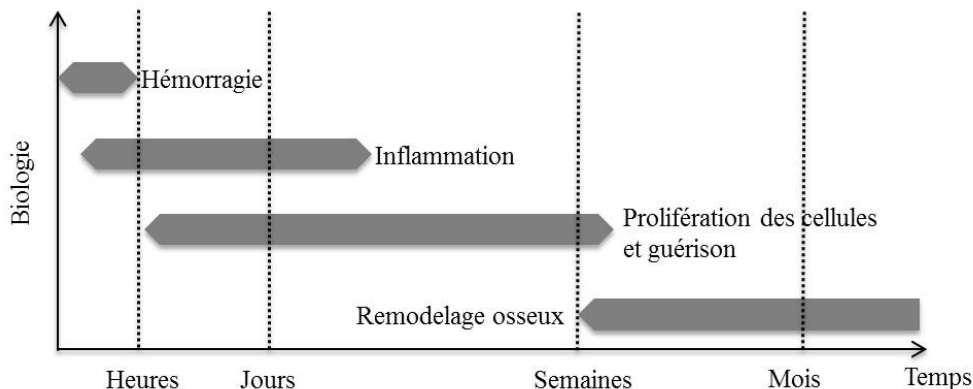 Hémorragie
Inflammation
Biologie
Prolifération des cellules
et guérison
Remodelage osseux
Heures
Jours
Semaines
Mois
Temps